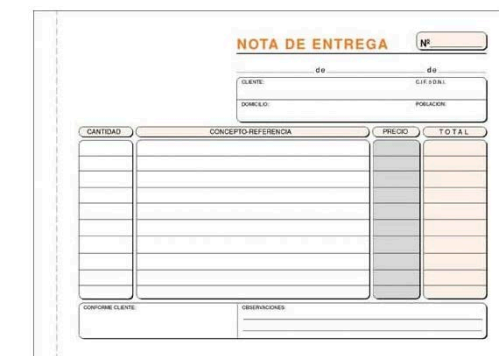 NOTA DE ENTREGA
Nº
de de
CLIENTE: C.I.F. ó D.N.I.
DOMICILIO: POBLACION:
CANTIDAD CONCEPTO-REFERENCIA PRECIO TOTAL
CONFORME CLIENTE: OBSERVACIONES: